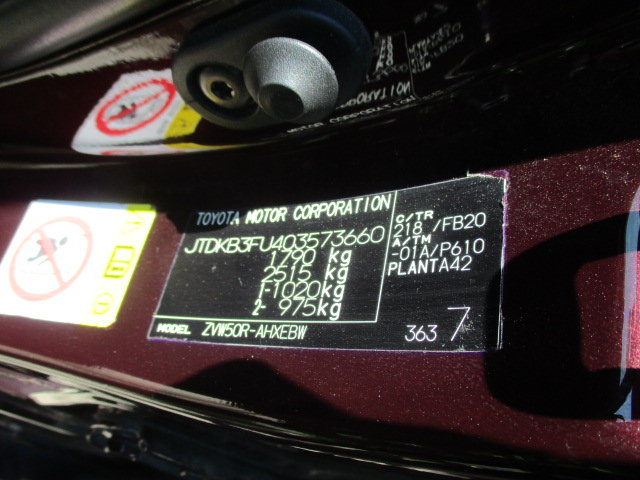 TOYOTA MOTOR CORPORATION
JTDKB3FU403573660
1790 kg
2515 kg
1-1020kg
2- 975kg
MODEL ZVW50R-AHXEBW
C/TR
218 /FB20
A/TM
-01A/P610
PLANTA42
363 7